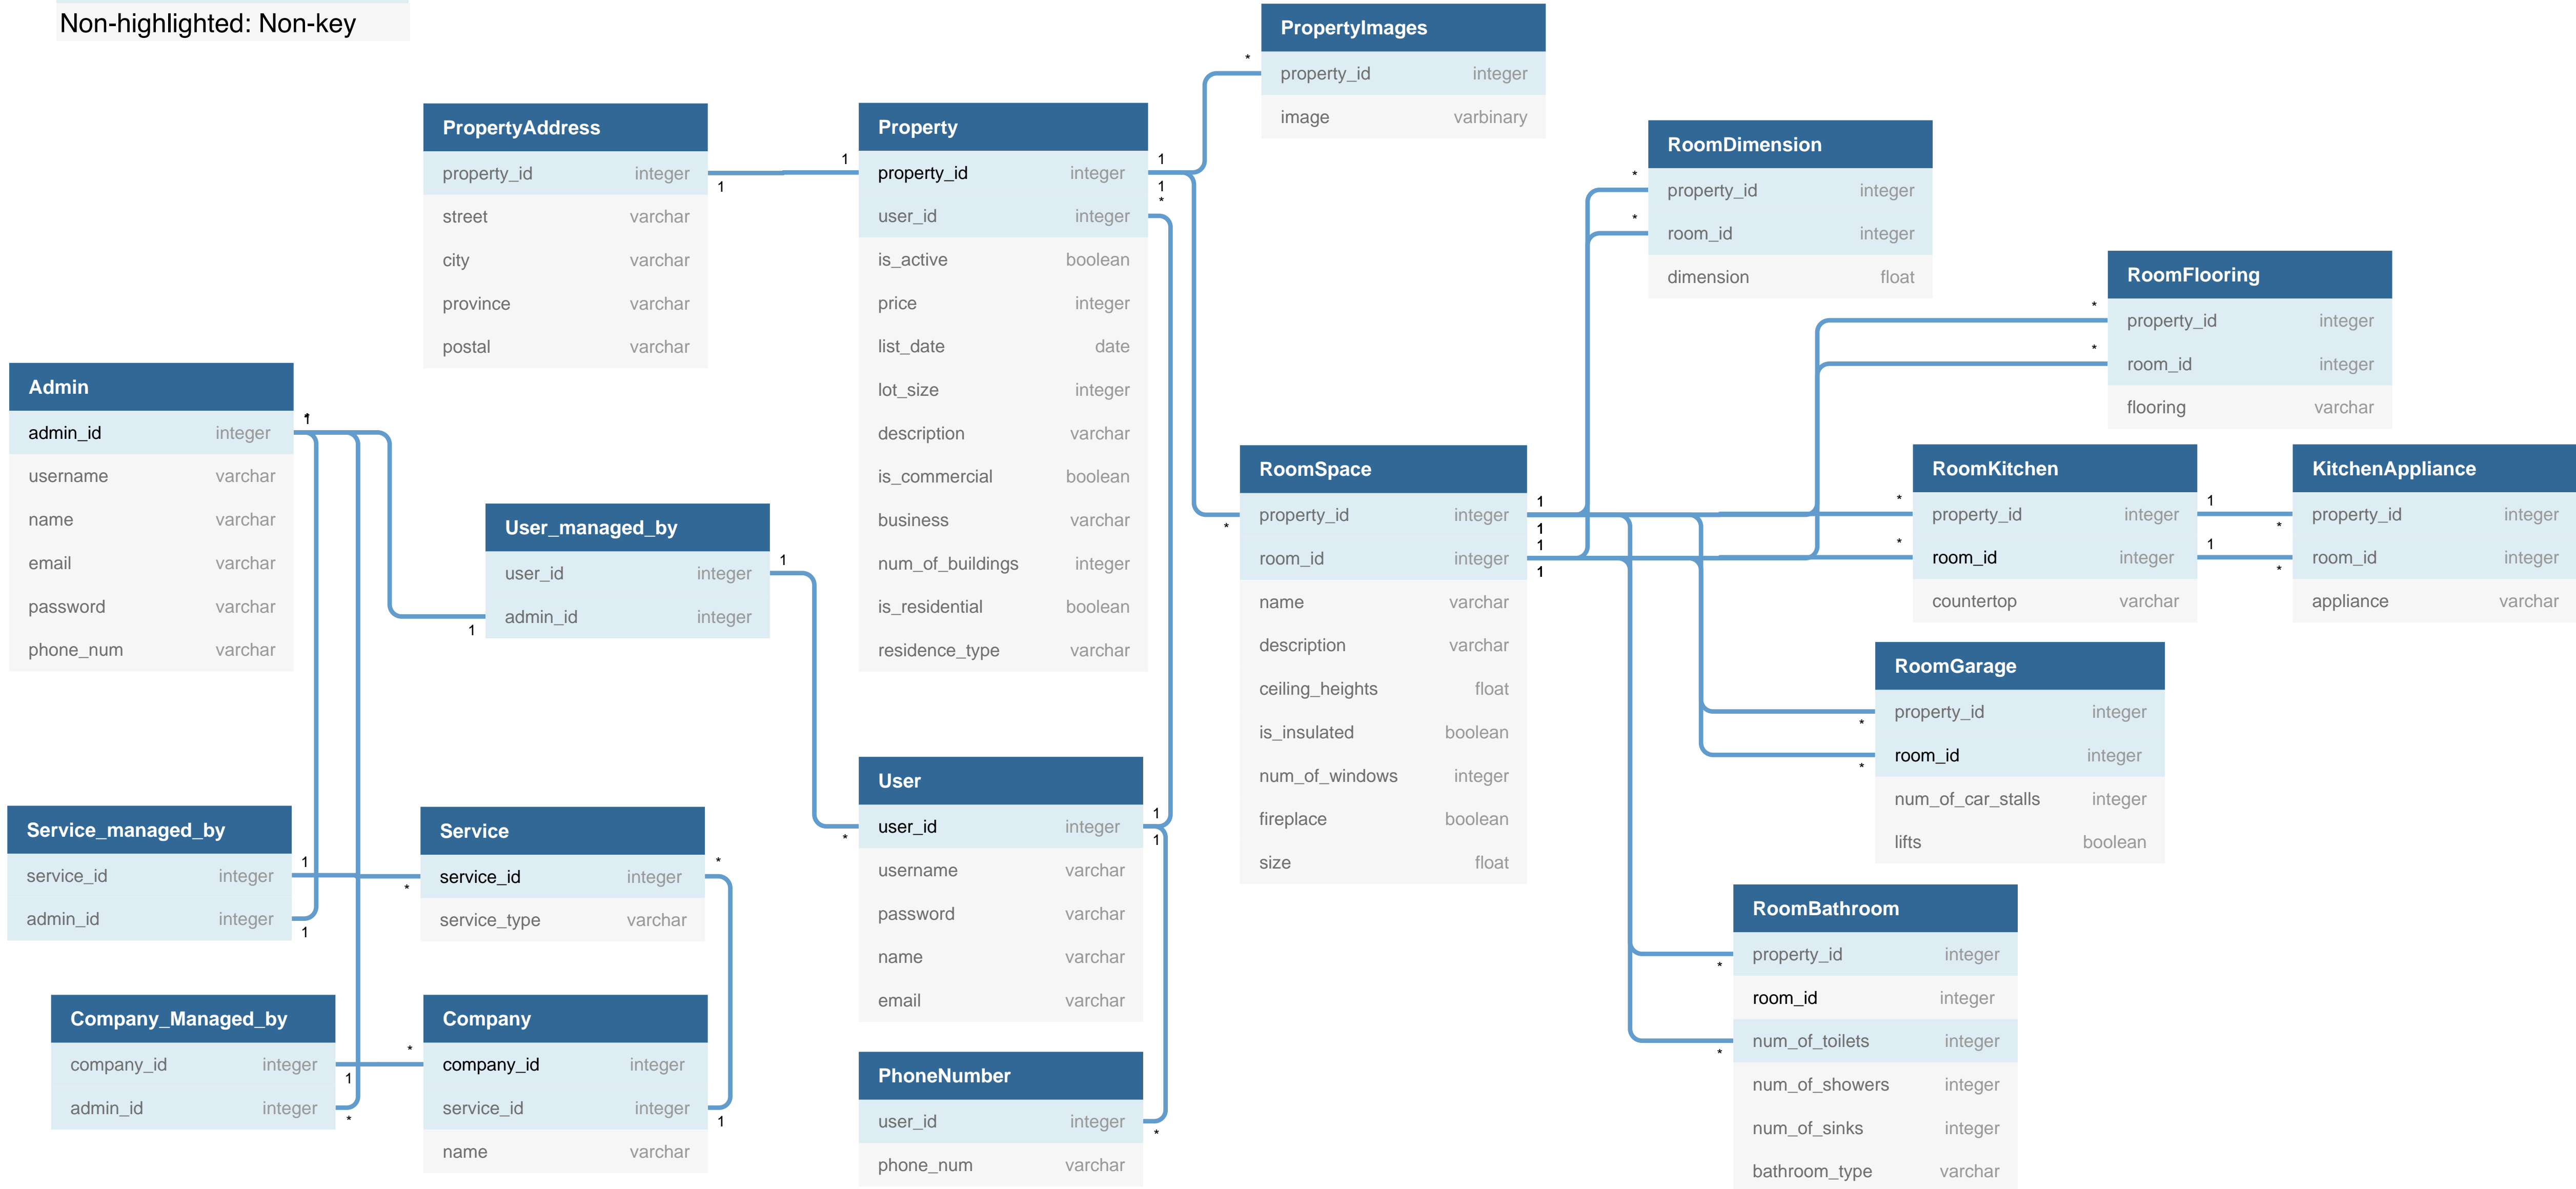 Non-highlighted: Non-key
PropertyImages
property_id integer
image varbinary
PropertyAddress
property_id integer
street varchar
city varchar
province varchar
postal varchar
Property
property_id integer
user_id integer
is_active boolean
price integer
list_date date
lot_size integer
description varchar
is_commercial boolean
business varchar
num_of_buildings integer
is_residential boolean
residence_type varchar
RoomDimension
property_id integer
room_id integer
dimension float
RoomFlooring
property_id integer
room_id integer
flooring varchar
Admin
admin_id integer
username varchar
name varchar
email varchar
password varchar
phone_num varchar
User_managed_by
user_id integer
admin_id integer
RoomSpace
property_id integer
room_id integer
name varchar
description varchar
ceiling_heights float
is_insulated boolean
num_of_windows integer
fireplace boolean
size float
RoomKitchen
property_id integer
room_id integer
countertop varchar
KitchenAppliance
property_id integer
room_id integer
appliance varchar
RoomGarage
property_id integer
room_id integer
num_of_car_stalls integer
lifts boolean
Service_managed_by
service_id integer
admin_id integer
Service
service_id integer
service_type varchar
User
user_id integer
username varchar
password varchar
name varchar
email varchar
RoomBathroom
property_id integer
room_id integer
num_of_toilets integer
num_of_showers integer
num_of_sinks integer
bathroom_type varchar
Company_Managed_by
company_id integer
admin_id integer
Company
company_id integer
service_id integer
name varchar
PhoneNumber
user_id integer
phone_num varchar